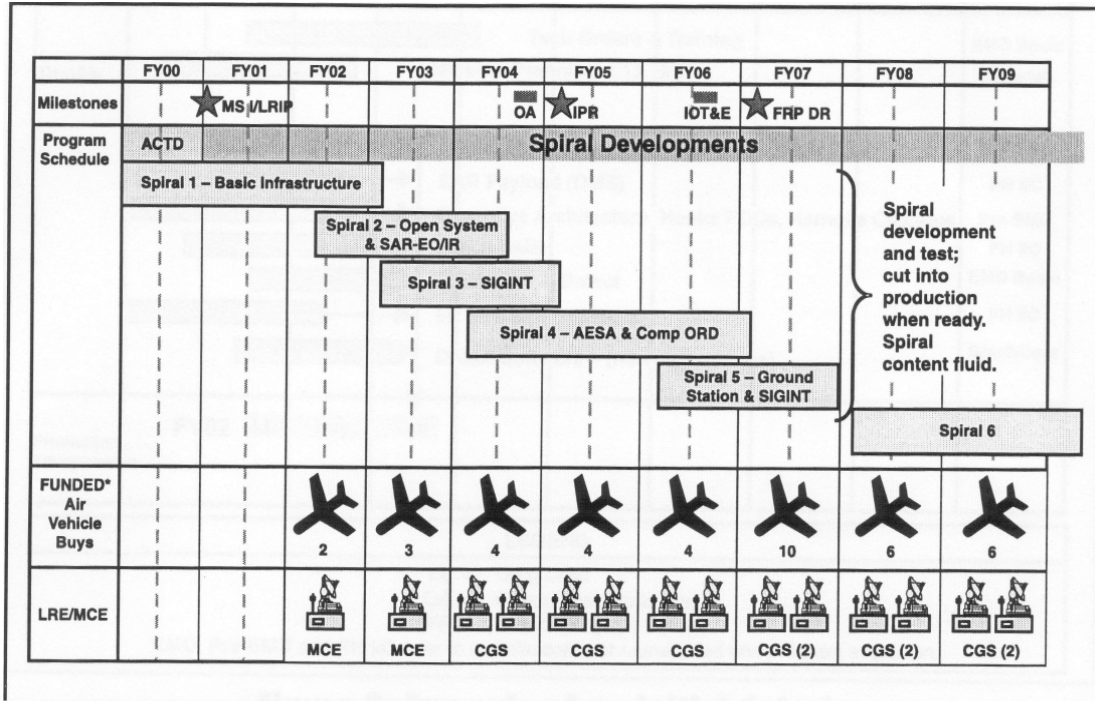 FY00 FY01 FY02 FY03 FY04 FY05 FY06 FY07 FY08 FY09
Milestones
OA IPR IOT&E FRP DR
Program
Schedule
ACTD
Spiral Developments
Spiral 1 – Basic Infrastructure
Spiral 2 – Open System
& SAR-EO/IR
Spiral 3 – SIGINT
Spiral 4 – AESA & Comp ORD
Spiral 5 – Ground
Station & SIGINT
Spiral
development
and test;
cut into
production
when ready.
Spiral
content fluid.
Spiral 6
FUNDED*
Air
Vehicle
Buys
2 3 4 4 4 10 6 6
LRE/MCE
MCE MCE CGS CGS CGS CGS (2) CGS (2) CGS (2)